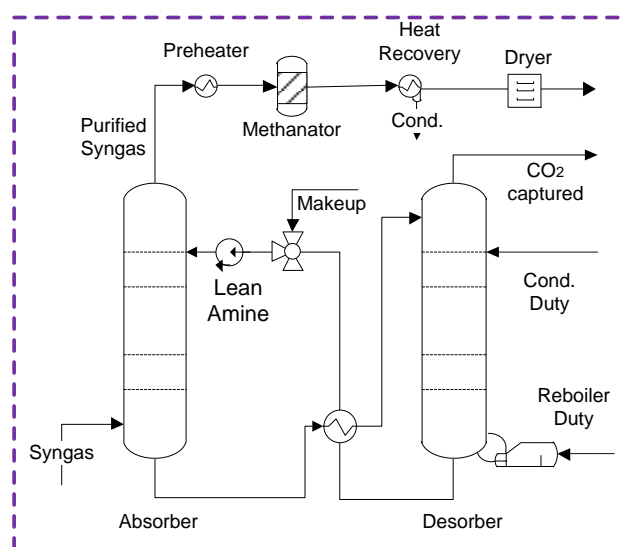 Preheater
Heat
Recovery
Dryer
Purified
Syngas
Methanator
Cond.
CO2
captured
Makeup
Lean
Amine
Cond.
Duty
Reboiler
Duty
Syngas
Absorber
Desorber